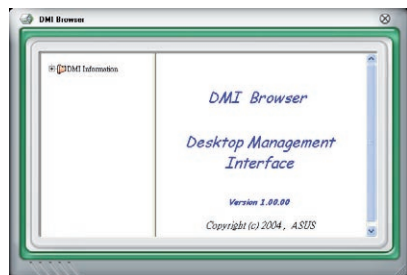 DMI Browser
DMI Information
DMI Browser
Desktop Management
Interface
Version 1.00.00
Copyright (c) 2004, ASUS